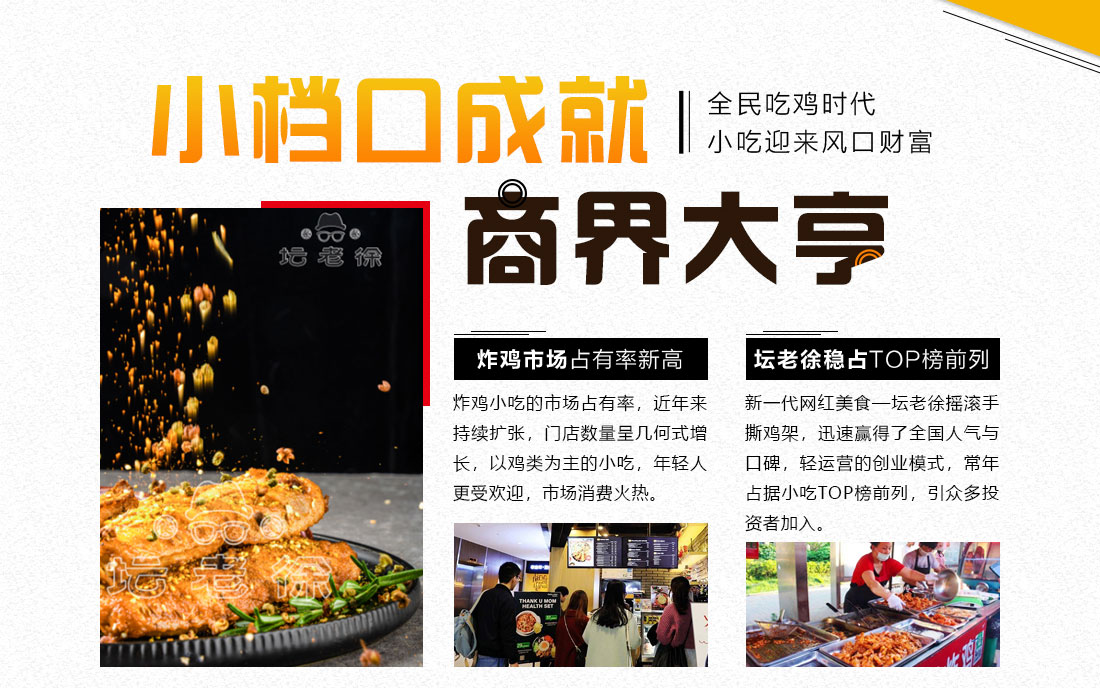 小档口成就
全民吃鸡时代
小吃迎来风口财富
商界大亨
坛老徐
坛老徐
炸鸡市场占有率新高
炸鸡小吃的市场占有率，近年来
持续扩张，门店数量呈几何式增
长，以鸡类为主的小吃，年轻人
更受欢迎，市场消费火热。
坛老徐稳占TOP榜前列
新一代网红美食—坛老徐摇滚手
撕鸡架，迅速赢得了全国人气与
口碑，轻运营的创业模式，常年
占据小吃TOP榜前列，引众多投
资者加入。
THANK U MOM
HEALTH SET
炸鸡